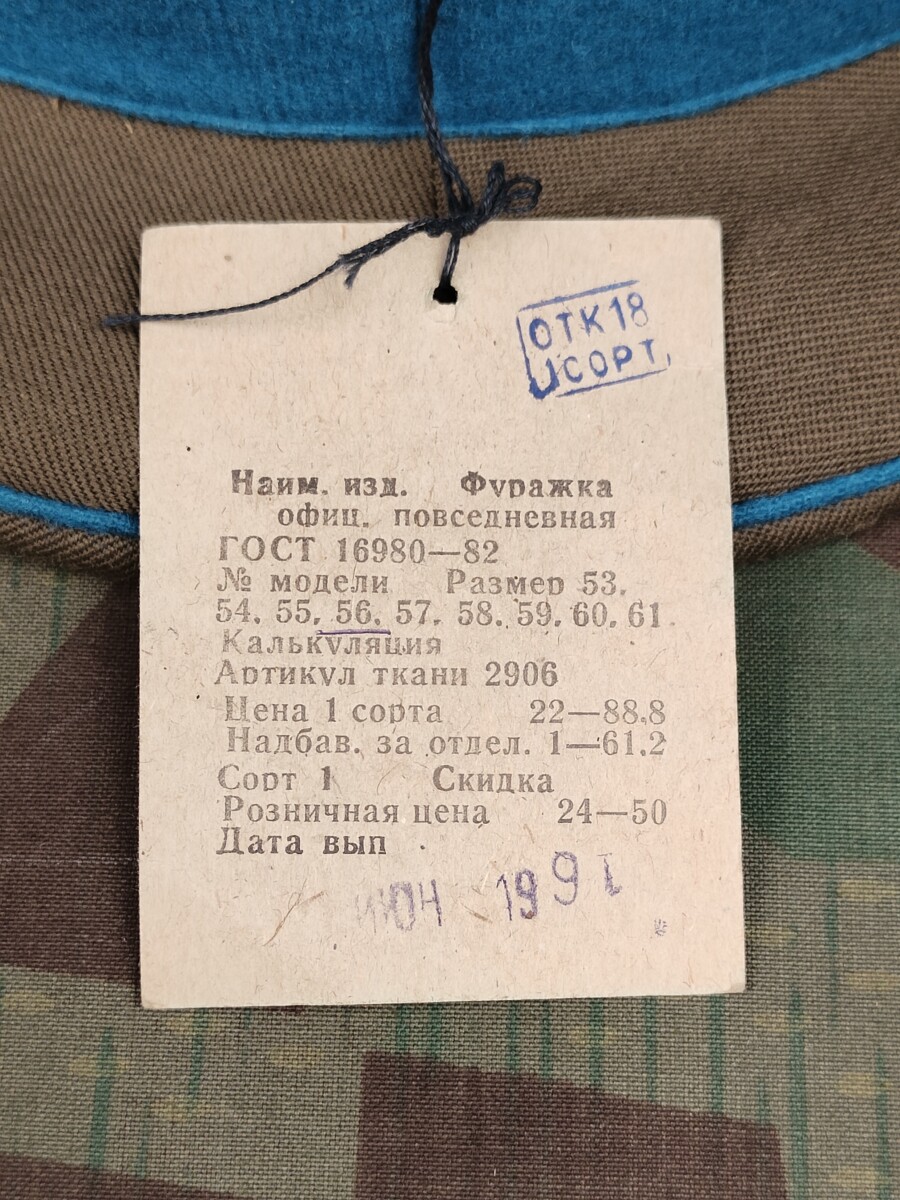 ОТК18
I СОРТ
Наим. изд. Фуражка
офиц. повседневная
ГОСТ 16980—82
№ модели Размер 53,
54, 55, 56, 57, 58, 59, 60, 61
Калькуляция
Артикул ткани 2906
Цена 1 сорта 22—88,8
Надбав. за отдел. 1—61,2
Сорт 1 Скидка
Розничная цена 24—50
Дата вып
ИЮН 1991